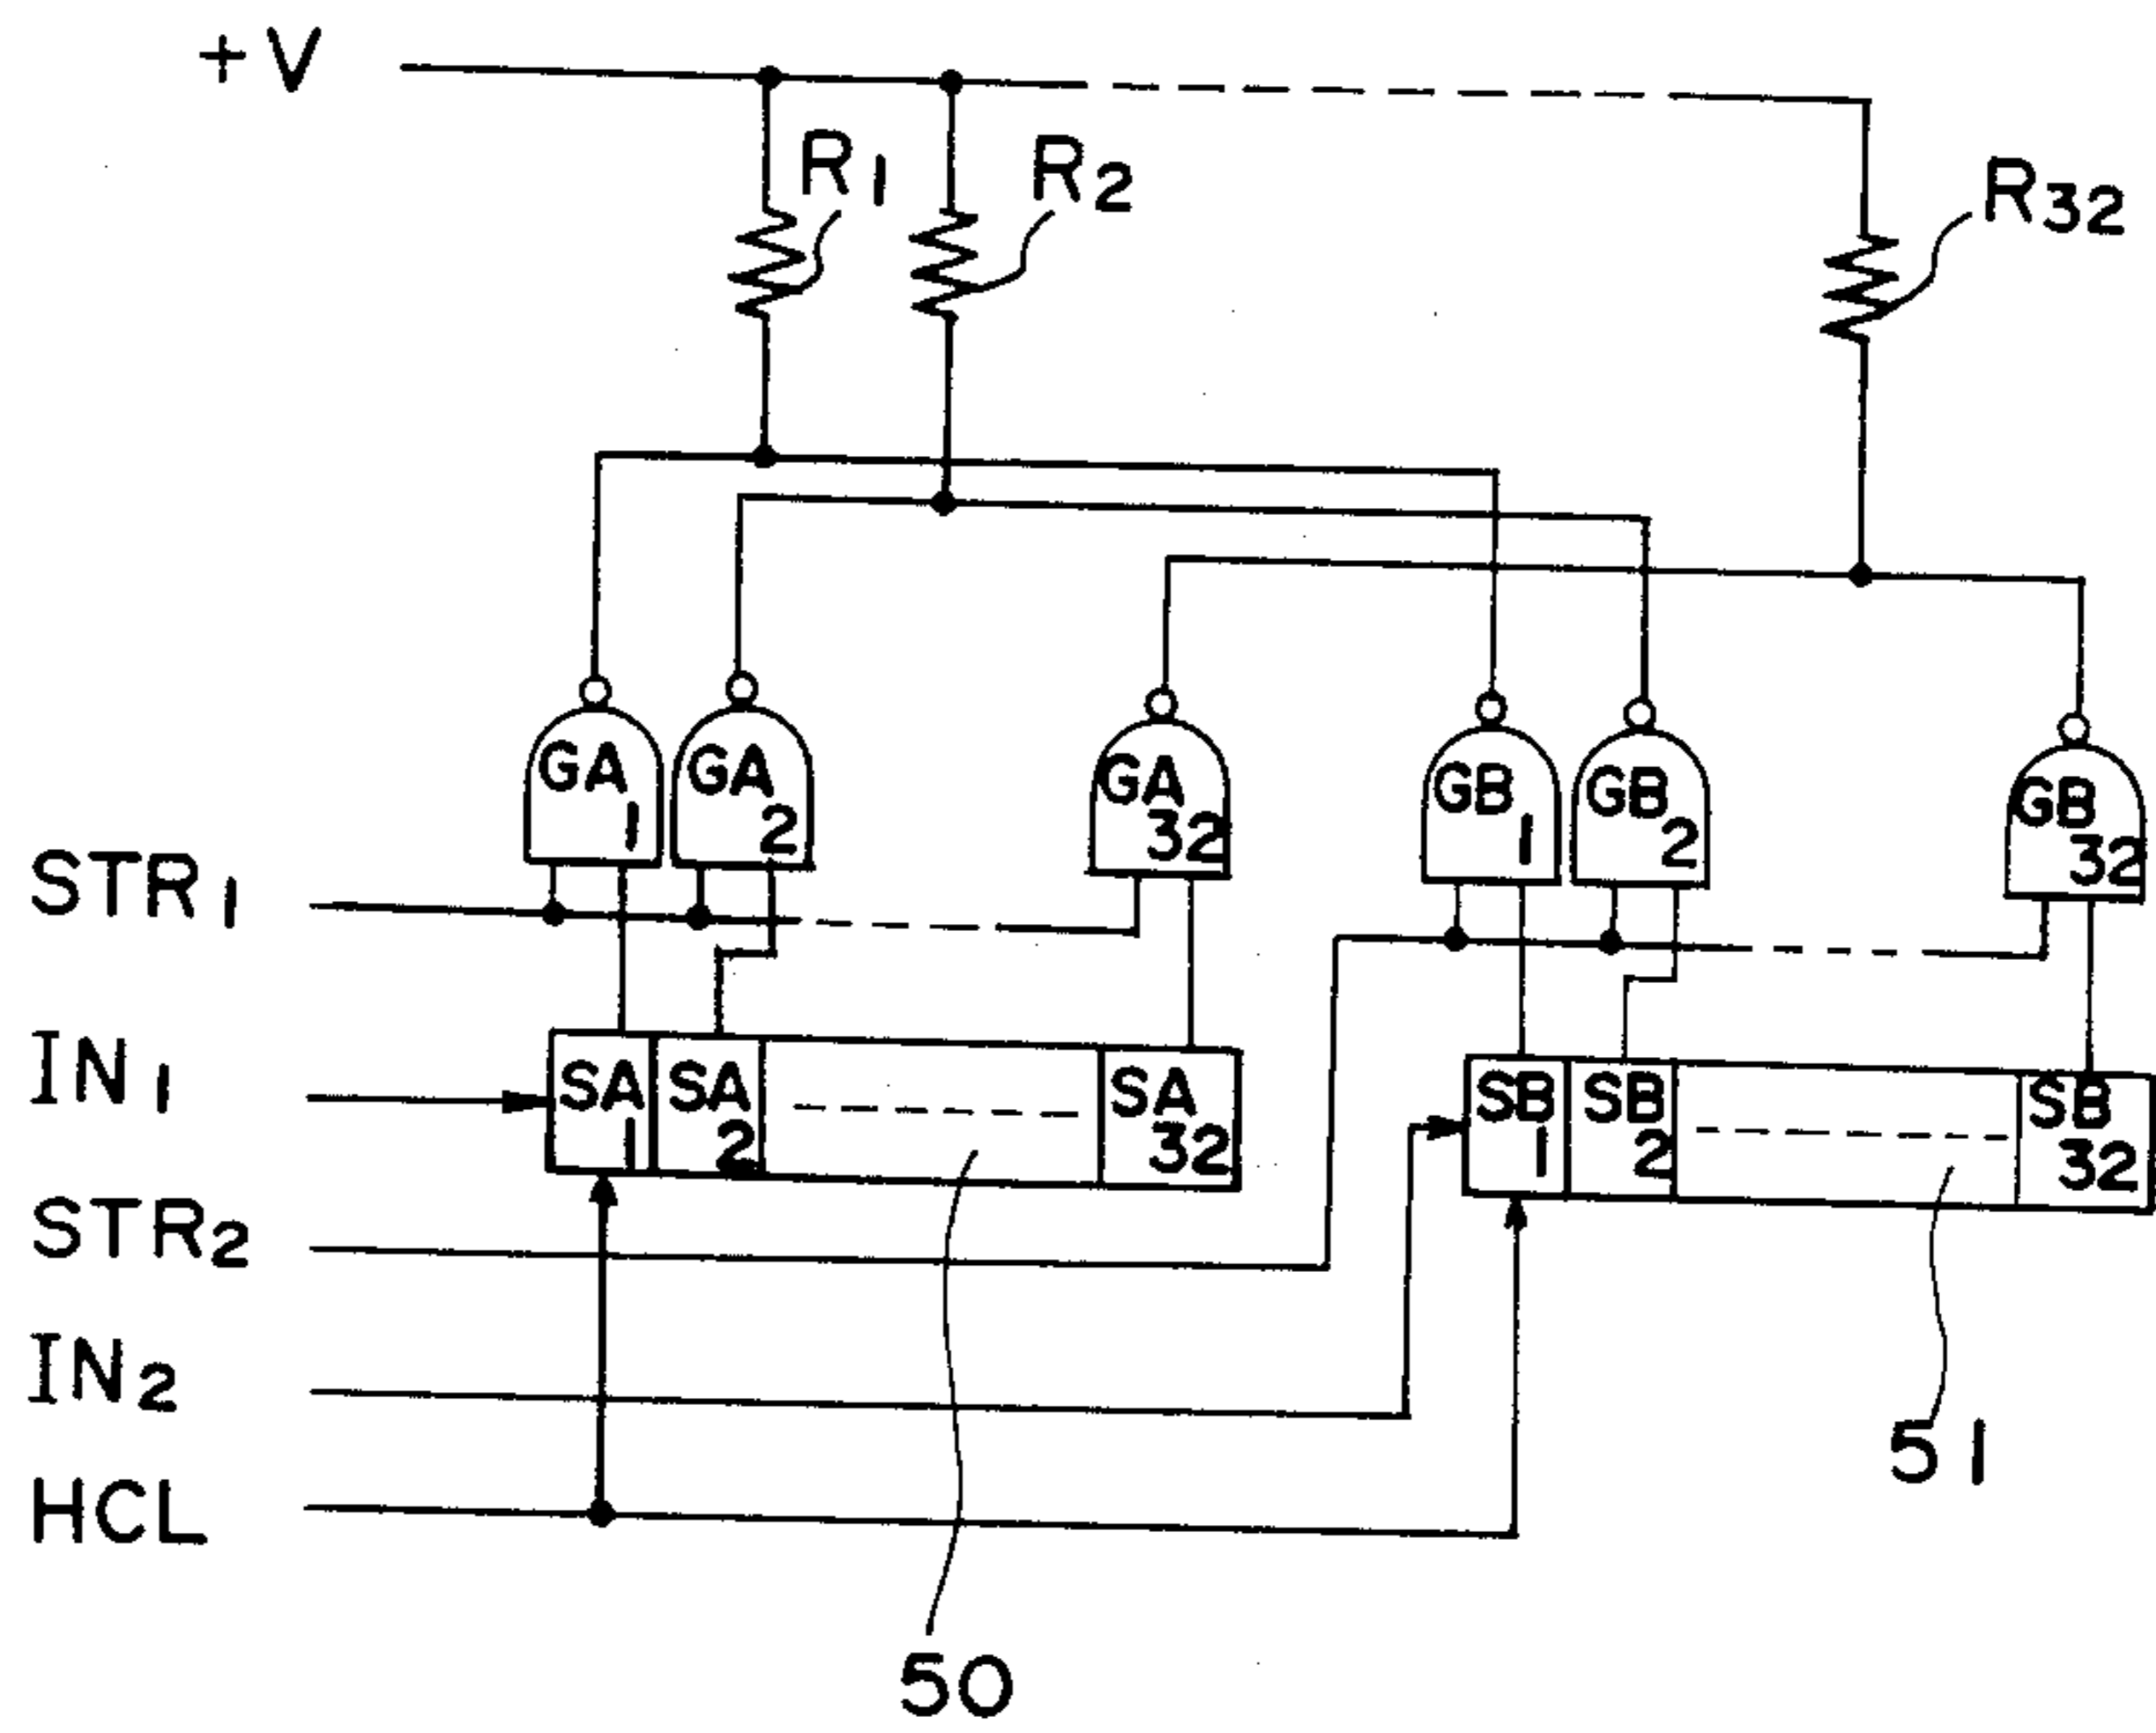 +V
R1
R2
R32
GA1
GA2
GA32
GB1
GB2
GB32
STR1
IN1
SA1
SA2
SA32
SB1
SB2
SB32
STR2
IN2
HCL
50
51